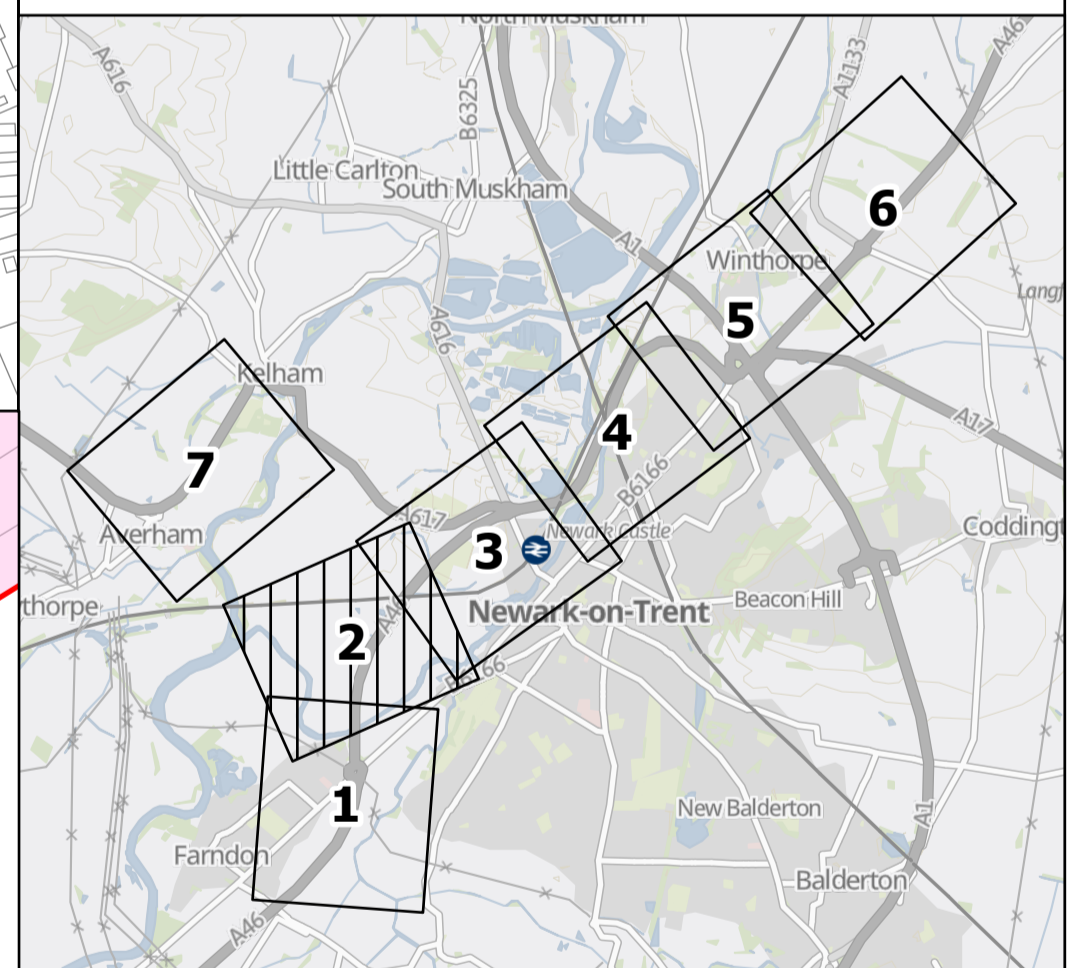 North Muskham
A46
A616
A1133
B6325
Little Carlton
South Muskham
6
A1
Winthorpe
Langf
A616
5
Kelham
4
A17
7
B6166
A617
Averham
Newark Castle
Coddingt
3
thorpe
A46
Beacon Hill
Newark-on-Trent
2
B6166
1
New Balderton
A1
Farndon
Balderton
A46